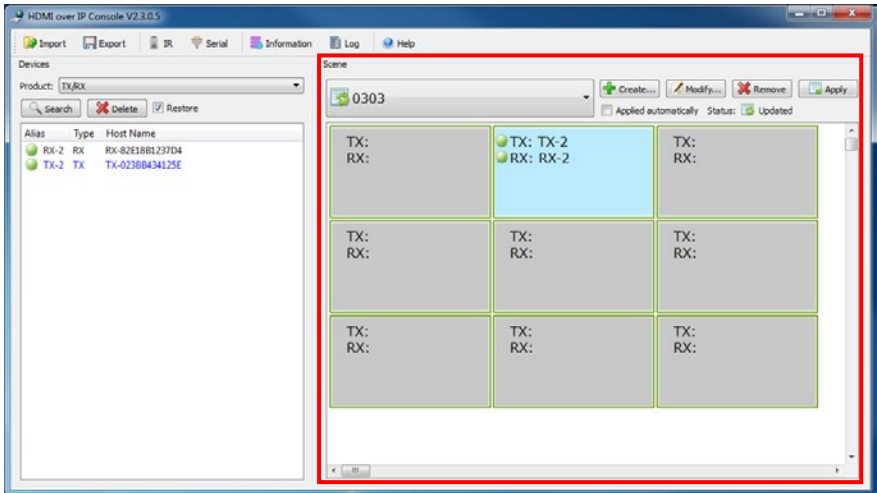 HDMI over IP Console V2.3.0.5
Import Export IR Serial Information Log Help
Devices
Product: TX/RX
Search Delete Restore
Alias Type Host Name
RX-2 RX RX-82E18B1237D4
TX-2 TX TX-023BB434125E
Scene
0303
Create... Modify... Remove Apply
Applied automatically Status: Updated
TX: TX: TX-2 TX:
RX: RX: RX-2 RX:
TX: TX: TX:
RX: RX: RX:
TX: TX: TX:
RX: RX: RX: